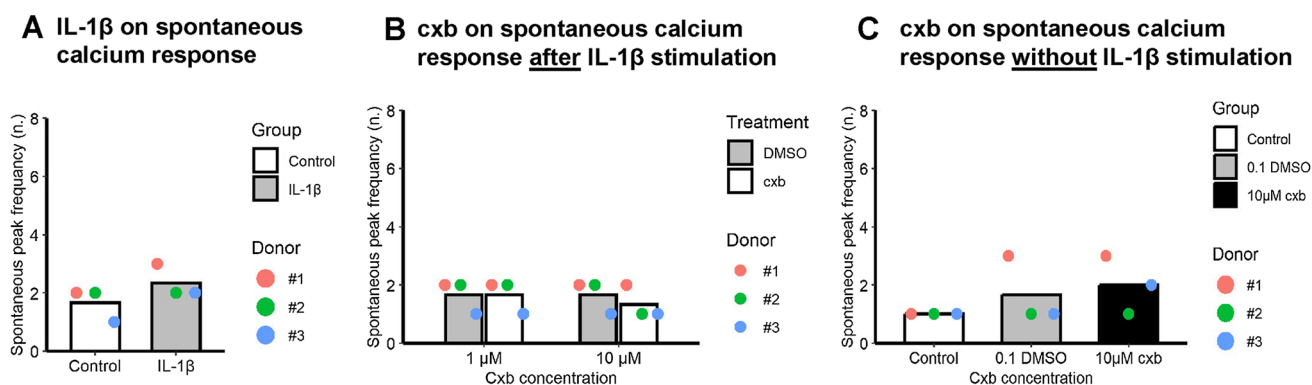 A IL-1β on spontaneous
calcium response
Spontaneous peak frequancy (n.)
8
6
4
2
0
Control IL-1β
Group
Control
IL-1β
Donor
#1
#2
#3
B cxb on spontaneous calcium
response after IL-1β stimulation
Spontaneous peak frequancy (n.)
8
6
4
2
0
1 µM 10 µM
Cxb concentration
Treatment
DMSO
cxb
Donor
#1
#2
#3
C cxb on spontaneous calcium
response without IL-1β stimulation
Spontaneous peak frequancy (n.)
8
6
4
2
0
Control 0.1 DMSO 10µM cxb
Cxb concentration
Group
Control
0.1 DMSO
10µM cxb
Donor
#1
#2
#3